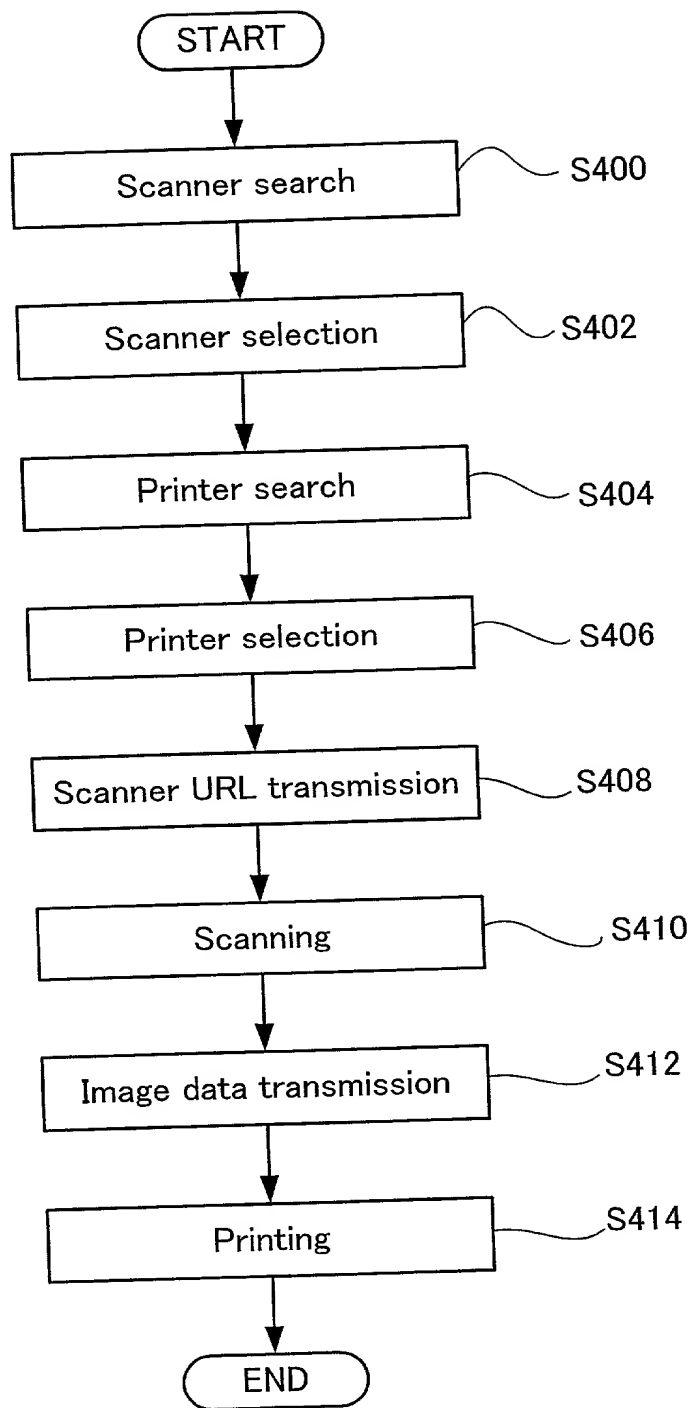 START
Scanner search
S400
Scanner selection
S402
Printer search
S404
Printer selection
S406
Scanner URL transmission
S408
Scanning
S410
Image data transmission
S412
Printing
S414
END